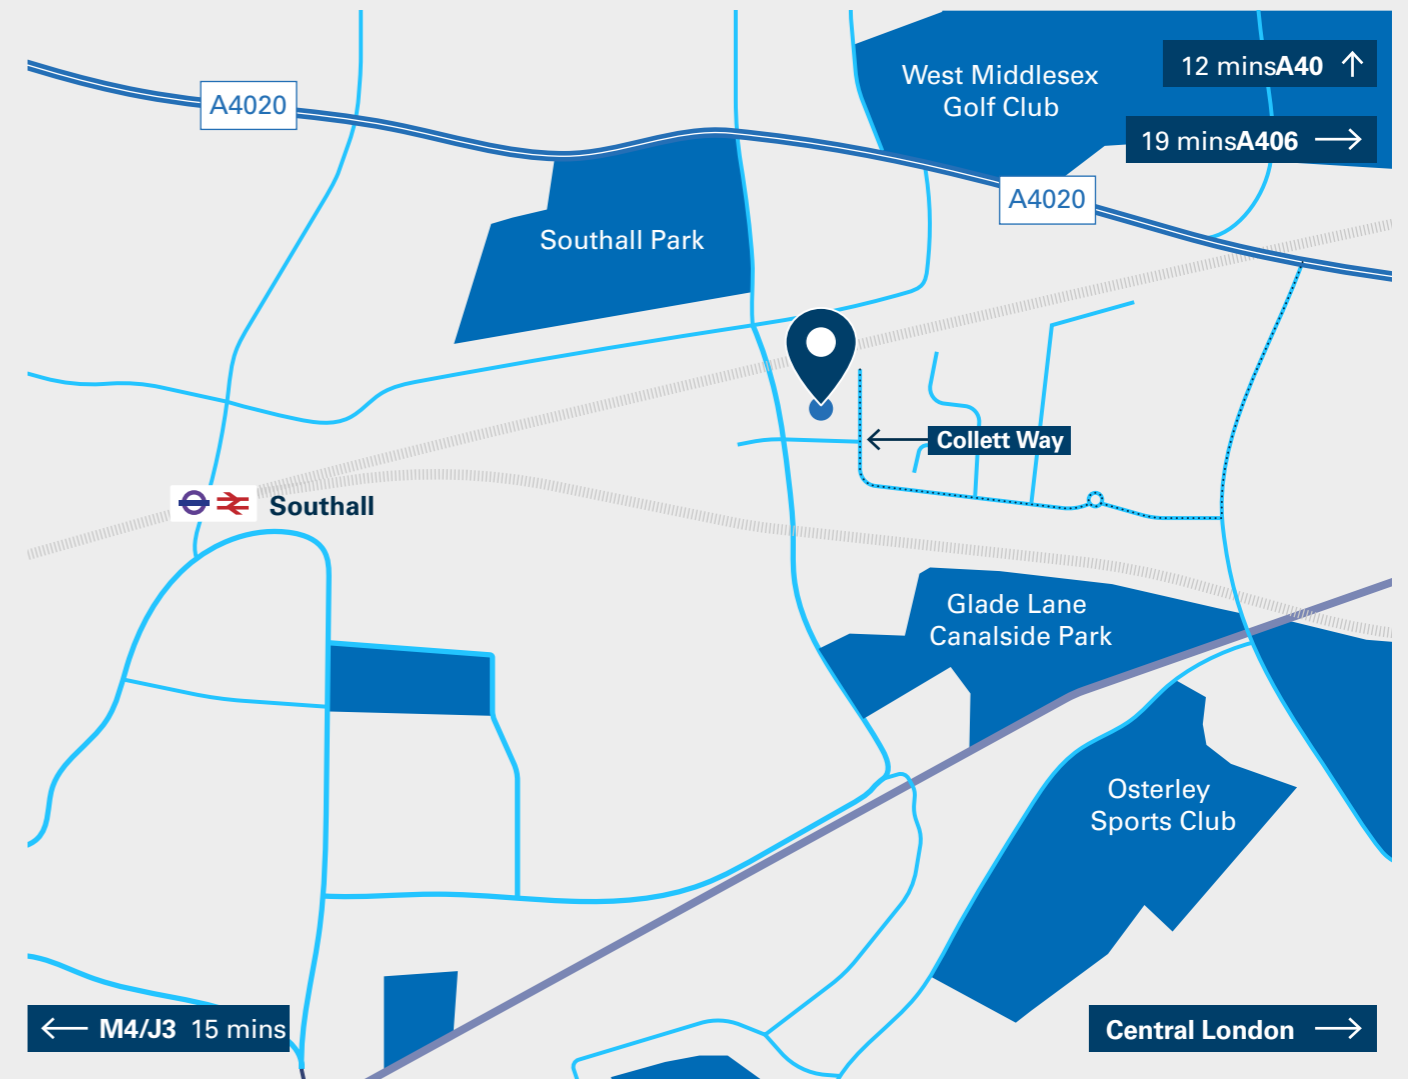 West Middlesex
Golf Club
12 minsA40
A4020
19 minsA406
A4020
Southall Park
Collett Way
Southall
Glade Lane
Canalside Park
Osterley
Sports Club
M4/J3 15 mins
Central London